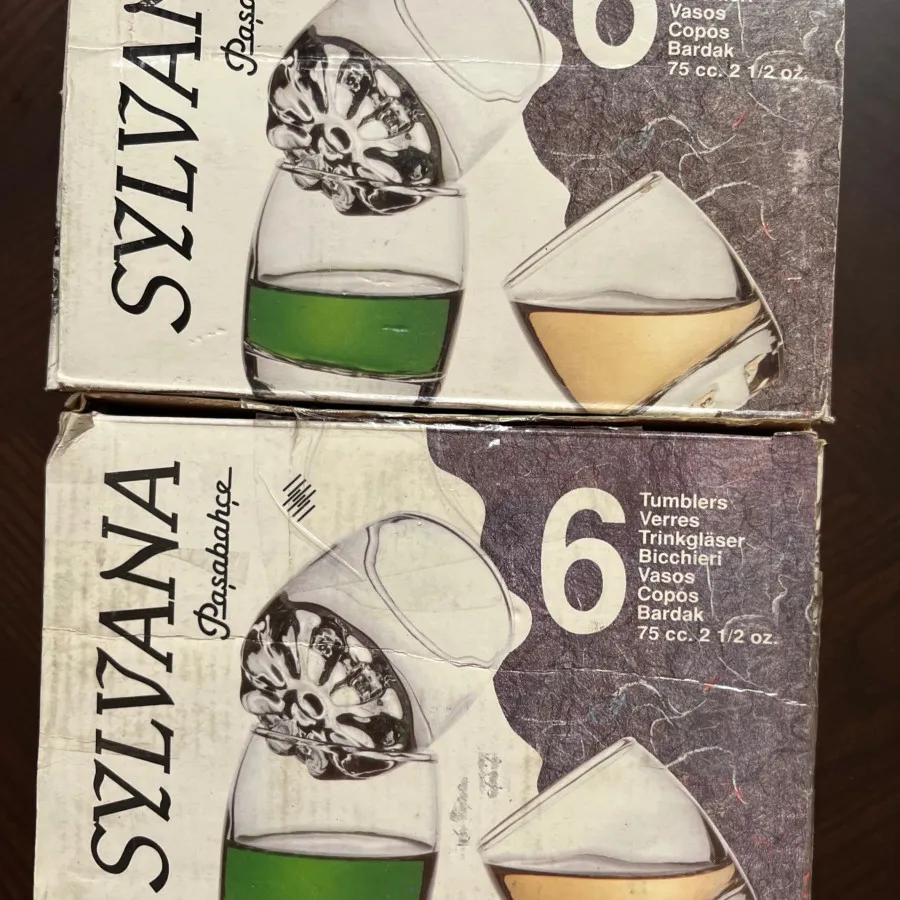 SYLVAN
Paşa
6
Vasos
Copos
Bardak
75 cc. 2 1/2 oz.
SYLVANA
Paşabahçe
6
Tumblers
Verres
Trinkgläser
Bicchieri
Vasos
Copos
Bardak
75 cc. 2 1/2 oz.